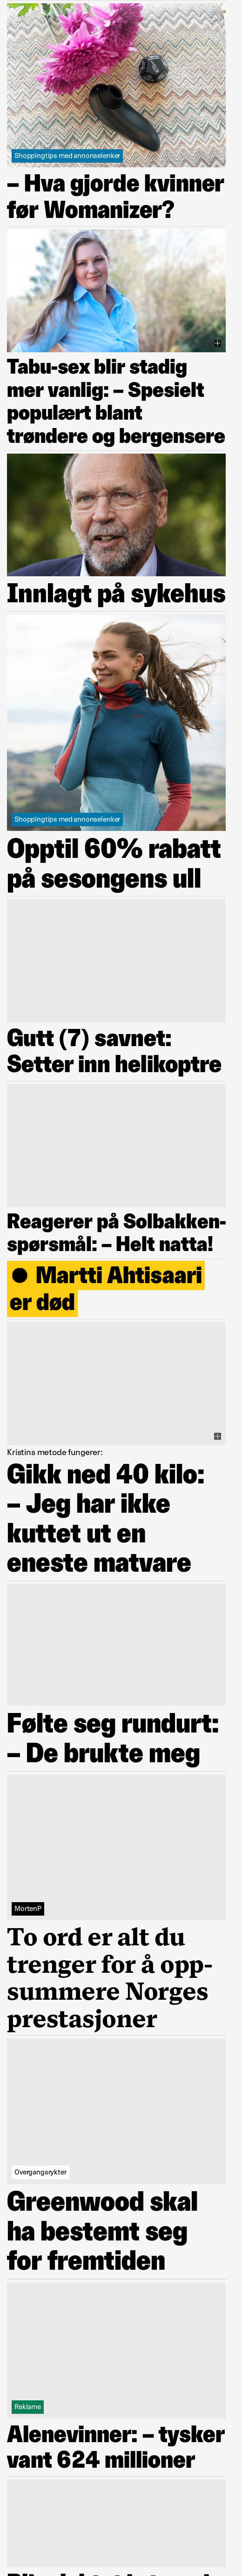 Shoppingtips med annonselenker
– Hva gjorde kvinner
før Womanizer?
Tabu-sex blir stadig
mer vanlig: – Spesielt
populært blant
trøndere og bergensere
Innlagt på sykehus
Shoppingtips med annonselenker
Opptil 60% rabatt
på sesongens ull
Gutt (7) savnet:
Setter inn helikoptre
Reagerer på Solbakken-
spørsmål: – Helt natta!
● Martti Ahtisaari
er død
Kristins metode fungerer:
Gikk ned 40 kilo:
– Jeg har ikke
kuttet ut en
eneste matvare
Følte seg rundurt:
– De brukte meg
MortenP
To ord er alt du
trenger for å opp-
summere Norges
prestasjoner
Overgangsrykter
Greenwood skal
ha bestemt seg
for fremtiden
Reklame
Alenevinner: – tysker
vant 624 millioner